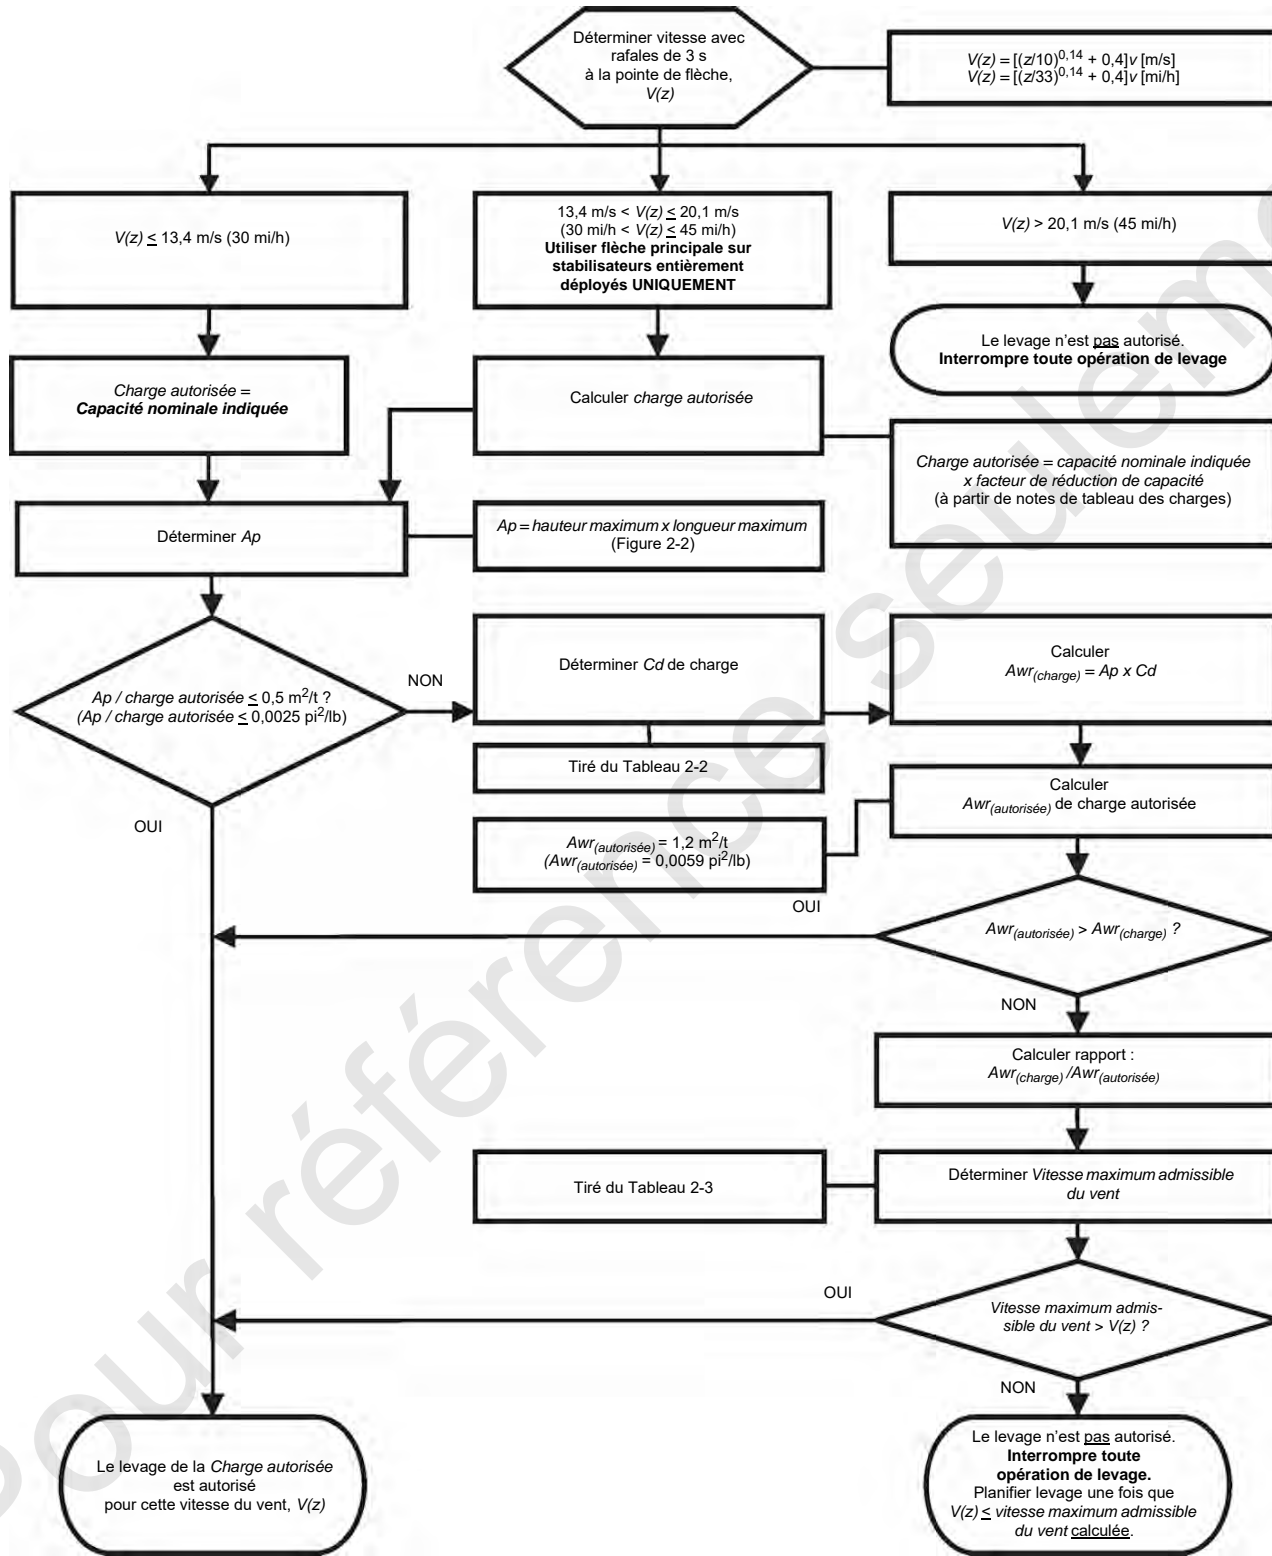 Déterminer vitesse avec
rafales de 3 s
à la pointe de flèche,
V(z)
V(z) = [(z/10)^0,14 + 0,4]v [m/s]
V(z) = [(z/33)^0,14 + 0,4]v [mi/h]
V(z) ≤ 13,4 m/s (30 mi/h)
13,4 m/s < V(z) ≤ 20,1 m/s
(30 mi/h < V(z) ≤ 45 mi/h)
Utiliser flèche principale sur
stabilisateurs entièrement
déployés UNIQUEMENT
V(z) > 20,1 m/s (45 mi/h)
Le levage n'est pas autorisé.
Interrompre toute opération de levage
Charge autorisée =
Capacité nominale indiquée
Calculer charge autorisée
Charge autorisée = capacité nominale indiquée
x facteur de réduction de capacité
(à partir de notes de tableau des charges)
Déterminer Ap
Ap = hauteur maximum x longueur maximum
(Figure 2-2)
Ap / charge autorisée ≤ 0,5 m²/t ?
(Ap / charge autorisée ≤ 0,0025 pi²/lb)
NON
Déterminer Cd de charge
Calculer
Awr(charge) = Ap x Cd
Tiré du Tableau 2-2
Calculer
Awr(autorisée) de charge autorisée
OUI
Awr(autorisée) = 1,2 m²/t
(Awr(autorisée) = 0,0059 pi²/lb)
OUI
Awr(autorisée) > Awr(charge) ?
NON
Calculer rapport :
Awr(charge) /Awr(autorisée)
Tiré du Tableau 2-3
Déterminer Vitesse maximum admissible
du vent
OUI
Vitesse maximum admis-
sible du vent > V(z) ?
NON
Le levage de la Charge autorisée
est autorisé
pour cette vitesse du vent, V(z)
Le levage n'est pas autorisé.
Interrompre toute
opération de levage.
Planifier levage une fois que
V(z) ≤ vitesse maximum admissible
du vent calculée.
Pour référence seuleme